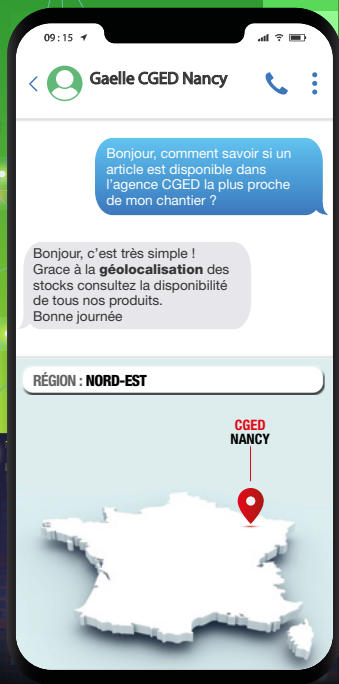 09:15
Gaelle CGED Nancy
Bonjour, comment savoir si un
article est disponible dans
l'agence CGED la plus proche
de mon chantier ?
Bonjour, c'est très simple !
Grace à la géolocalisation des
stocks consultez la disponibilité
de tous nos produits.
Bonne journée
RÉGION : NORD-EST
CGED
NANCY